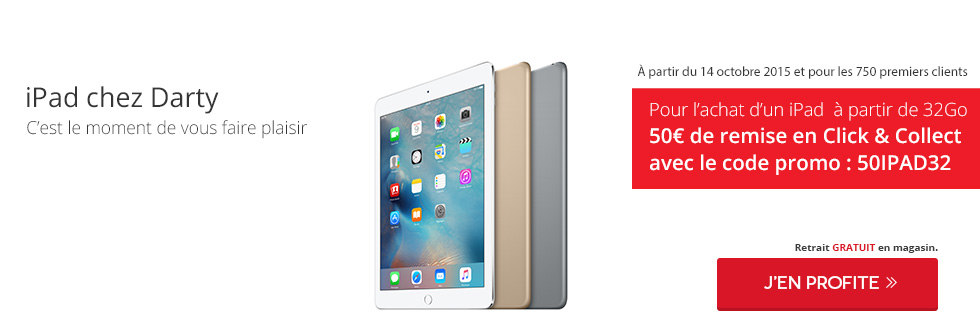 iPad chez Darty
C'est le moment de vous faire plaisir
À partir du 14 octobre 2015 et pour les 750 premiers clients
Pour l'achat d'un iPad à partir de 32Go
50€ de remise en Click & Collect
avec le code promo : 50IPAD32
Retrait GRATUIT en magasin.
J'EN PROFITE »